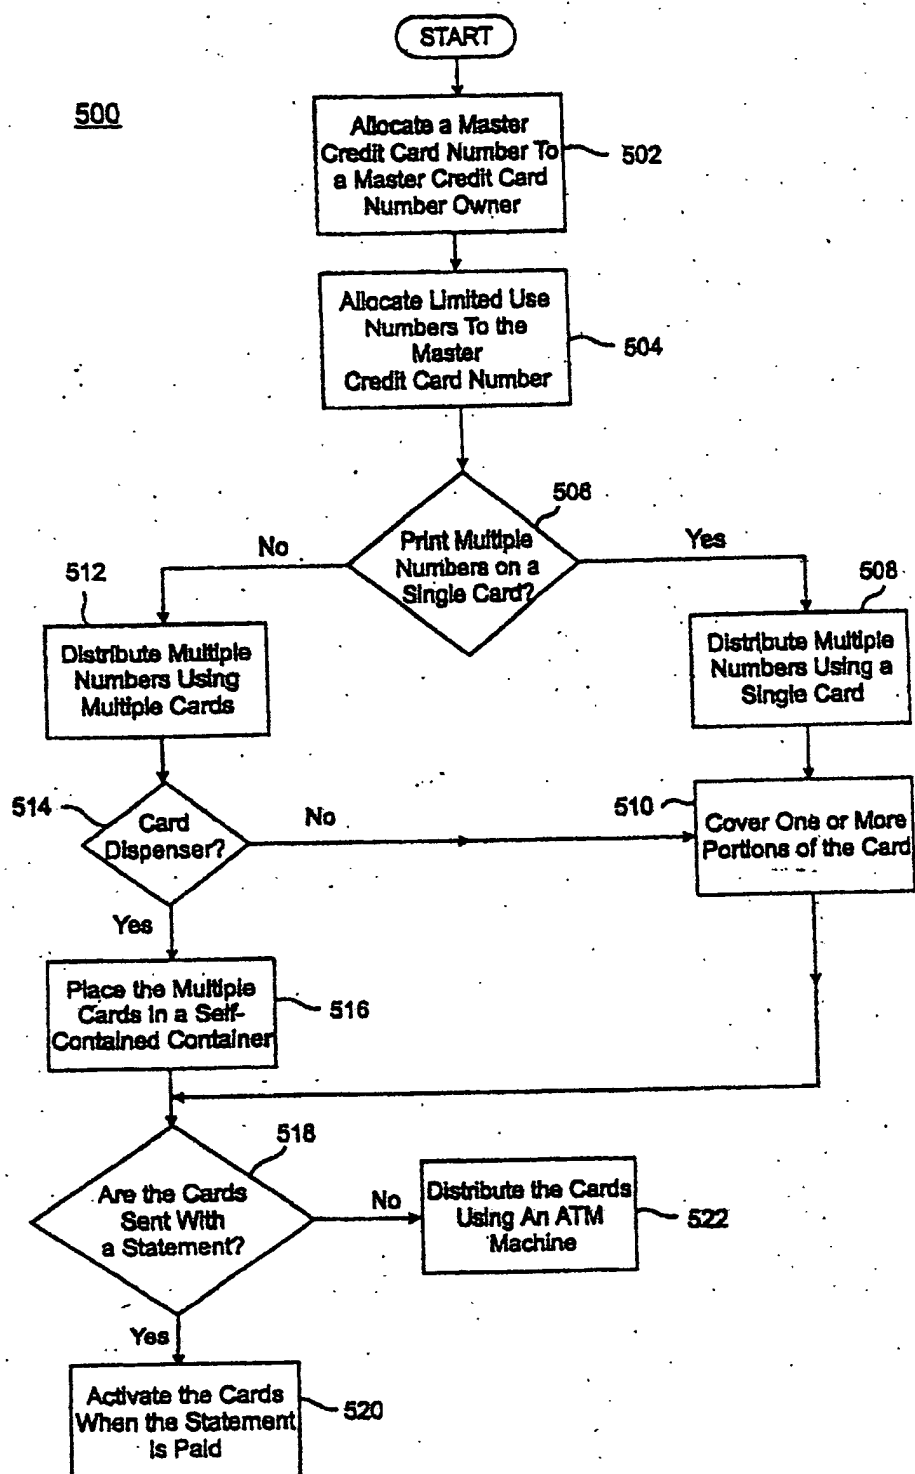 START
500
Allocate a Master
Credit Card Number To
a Master Credit Card
Number Owner
502
Allocate Limited Use
Numbers To the
Master
Credit Card Number
504
506
Print Multiple
Numbers on a
Single Card?
No
Yes
512
508
Distribute Multiple
Numbers Using
Multiple Cards
Distribute Multiple
Numbers Using a
Single Card
514
Card
Dispenser?
No
510
Cover One or More
Portions of the Card
Yes
Place the Multiple
Cards in a Self-
Contained Container
516
518
Are the Cards
Sent With
a Statement?
No
Distribute the Cards
Using An ATM
Machine
522
Yes
Activate the Cards
When the Statement
is Paid
520